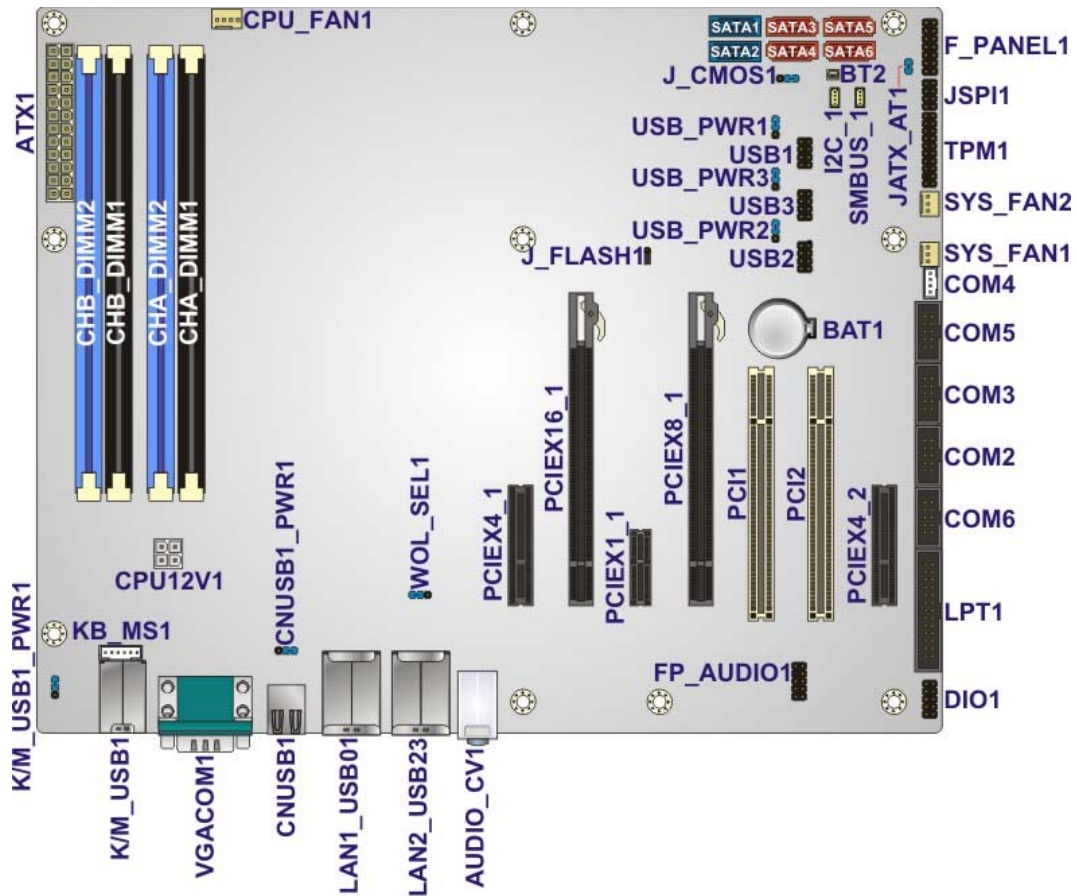 CPU_FAN1
SATA1 SATA3 SATA5
SATA2 SATA4 SATA6
F_PANEL1
J_CMOS1
BT2
ATX1
JSPI1
JATX_AT1
I2C_1
SMBUS_1
USB_PWR1
USB1
TPM1
USB_PWR3
USB3
SYS_FAN2
USB_PWR2
USB2
J_FLASH1
SYS_FAN1
COM4
CHB_DIMM2
CHB_DIMM1
CHA_DIMM2
CHA_DIMM1
BAT1
COM5
COM3
PCIEX16_1
PCIEX8_1
COM2
PCIEX4_1
PCIEX1_1
PCI1
PCI2
PCIEX4_2
COM6
CPU12V1
CNUSB1_PWR1
WOL_SEL1
LPT1
K/M_USB1_PWR1
KB_MS1
FP_AUDIO1
DIO1
K/M_USB1
VGACOM1
CNUSB1
LAN1_USB01
LAN2_USB23
AUDIO_CV1